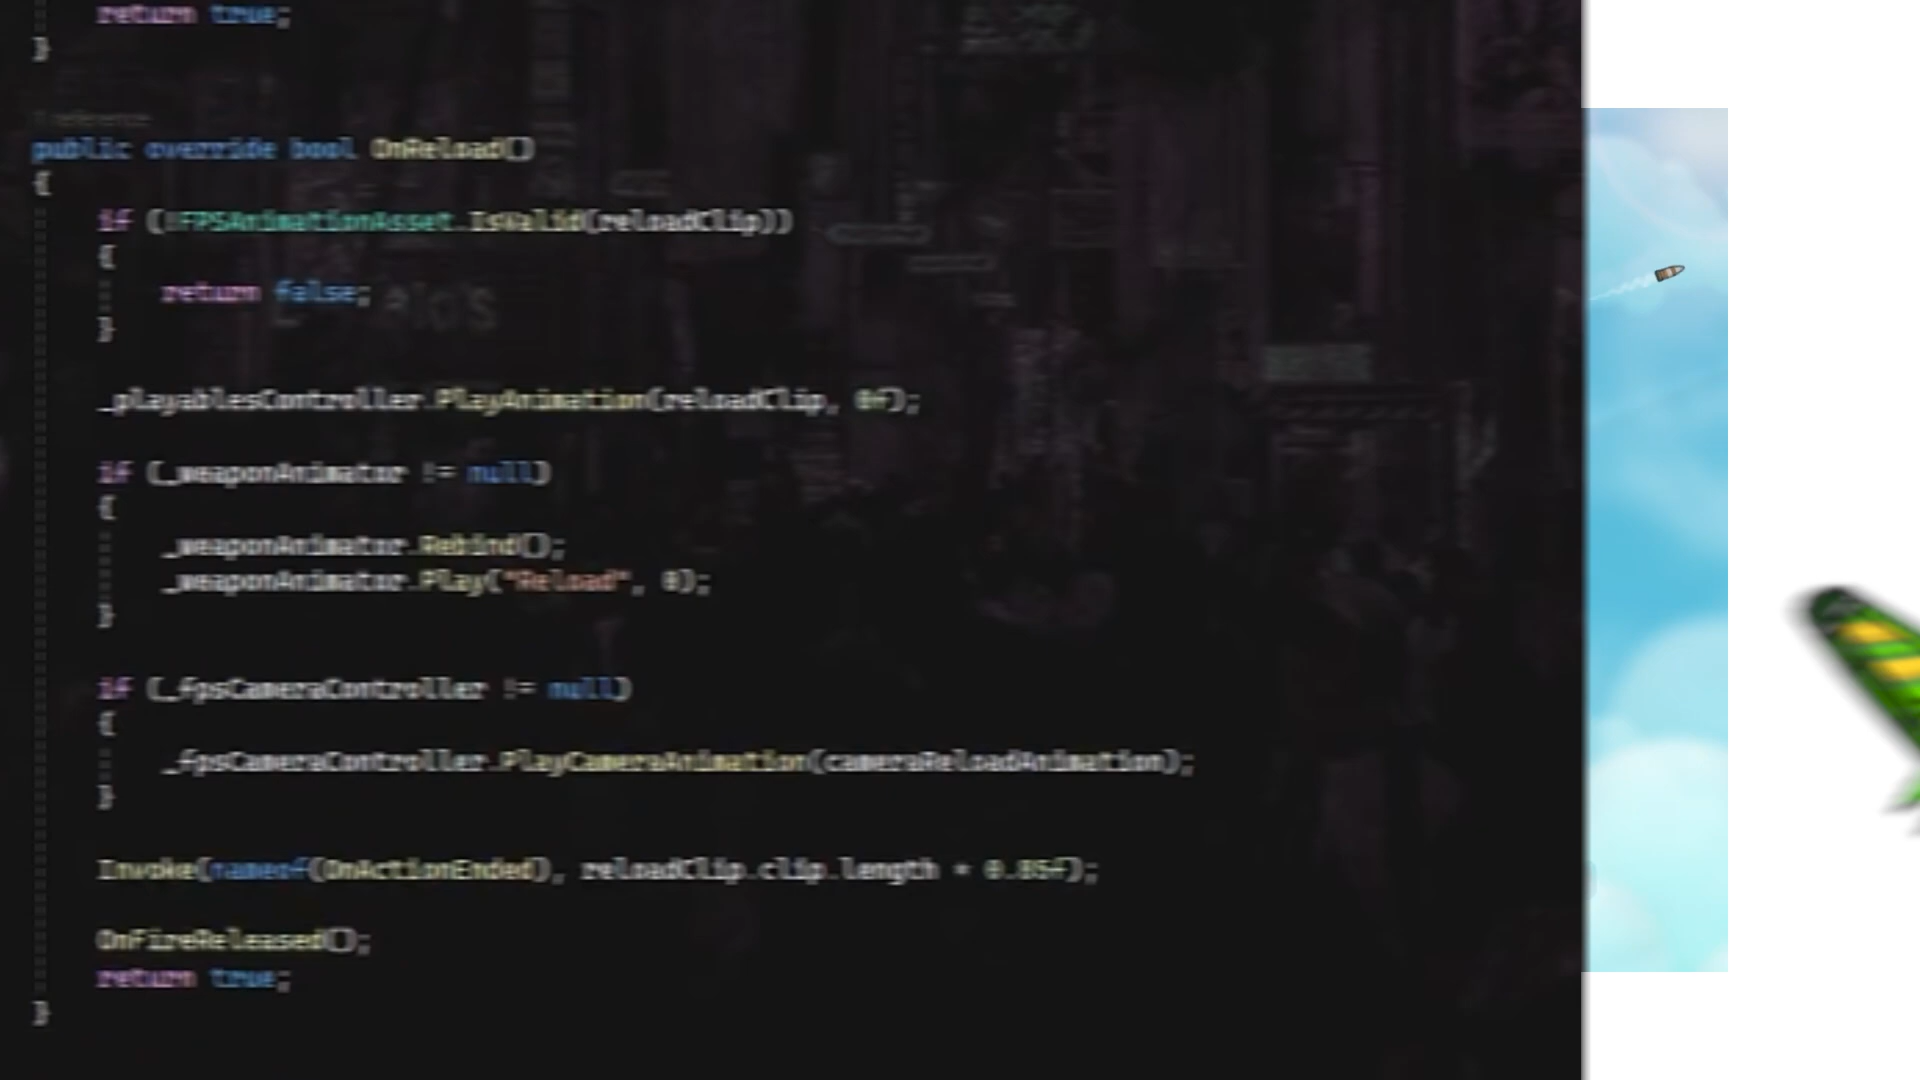 return true;
}
reference
public override bool OnReload()
{
if (!FPSAnimationAsset.IsValid(reloadClip))
{
return false;
}
_playablesController.PlayAnimation(reloadClip, 0f);
if (_weaponAnimator != null)
{
_weaponAnimator.Rebind();
_weaponAnimator.Play("Reload", 0);
}
if (_fpsCameraController != null)
{
_fpsCameraController.PlayCameraAnimation(cameraReloadAnimation);
}
Invoke(nameof(OnActionEnded), reloadClip.clip.length * 0.85f);
OnFireReleased();
return true;
}